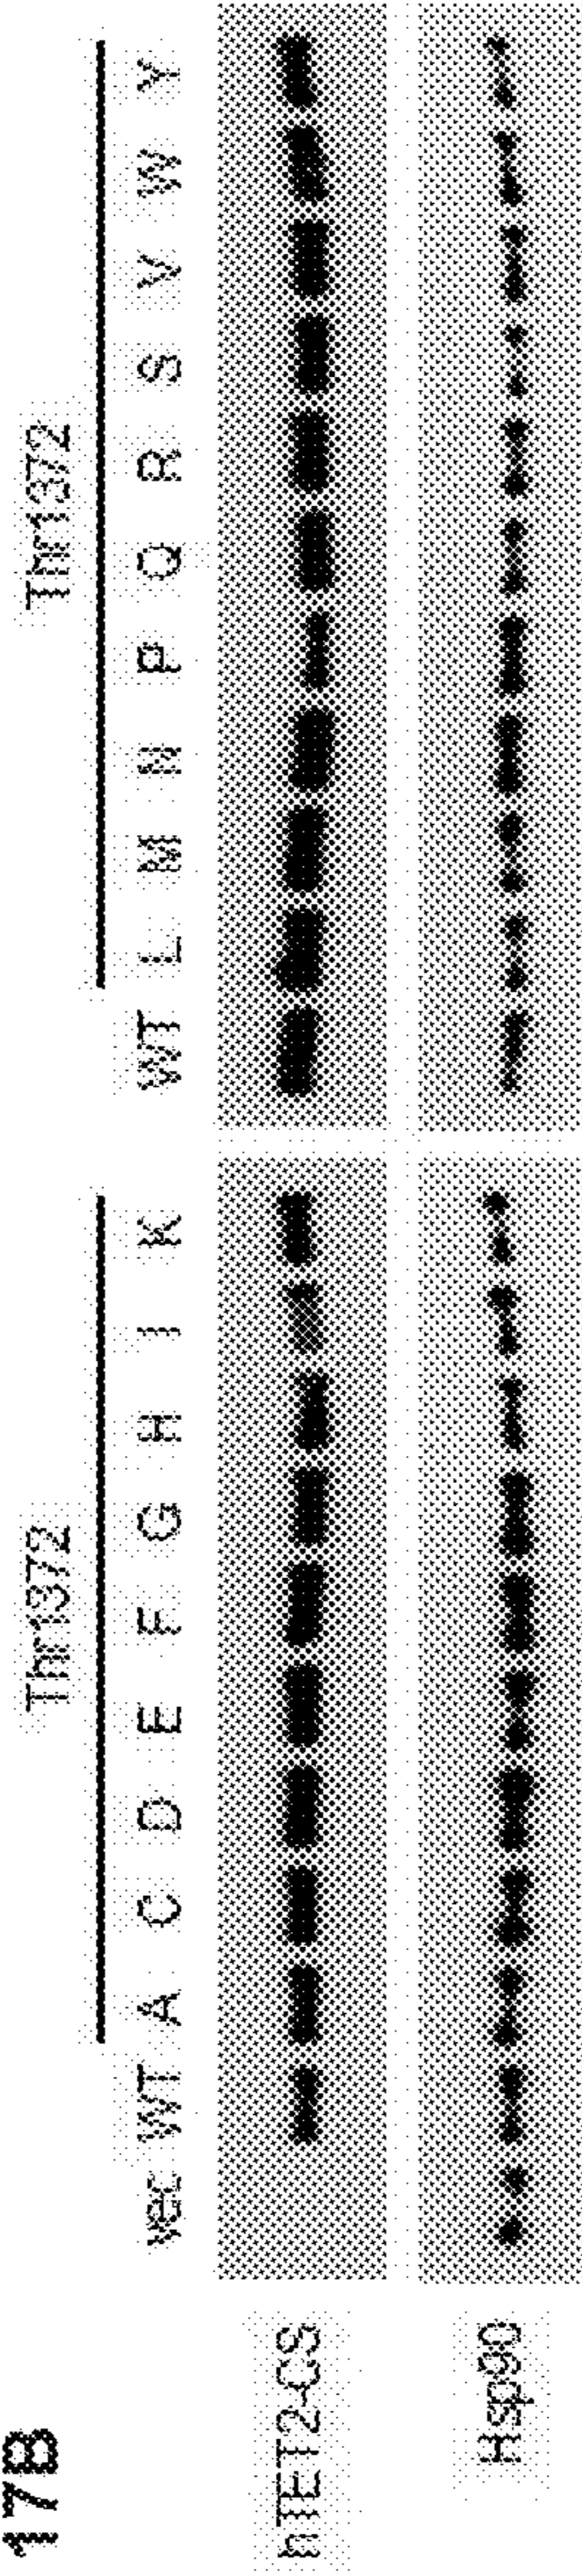 17B
Thr1372 Thr1372
vec WT A C D E F G H I K WT L M N P Q R S V W Y
hTET2-CS
Hsp90